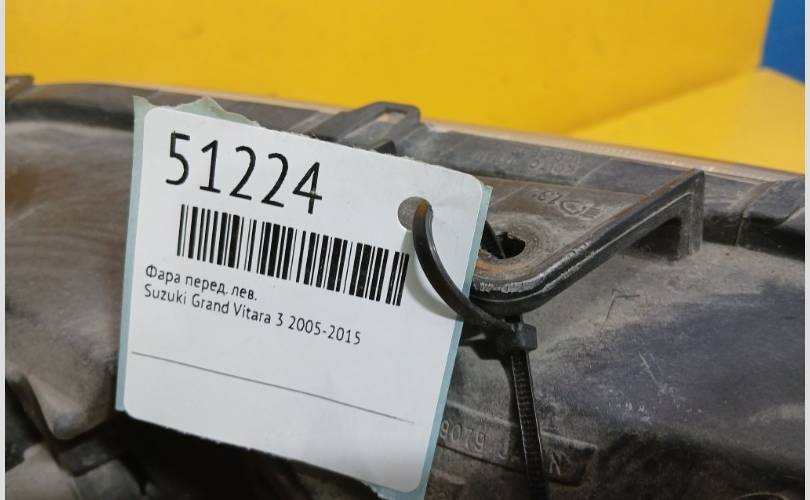 51224
Фара перед. лев.
Suzuki Grand Vitara 3 2005-2015